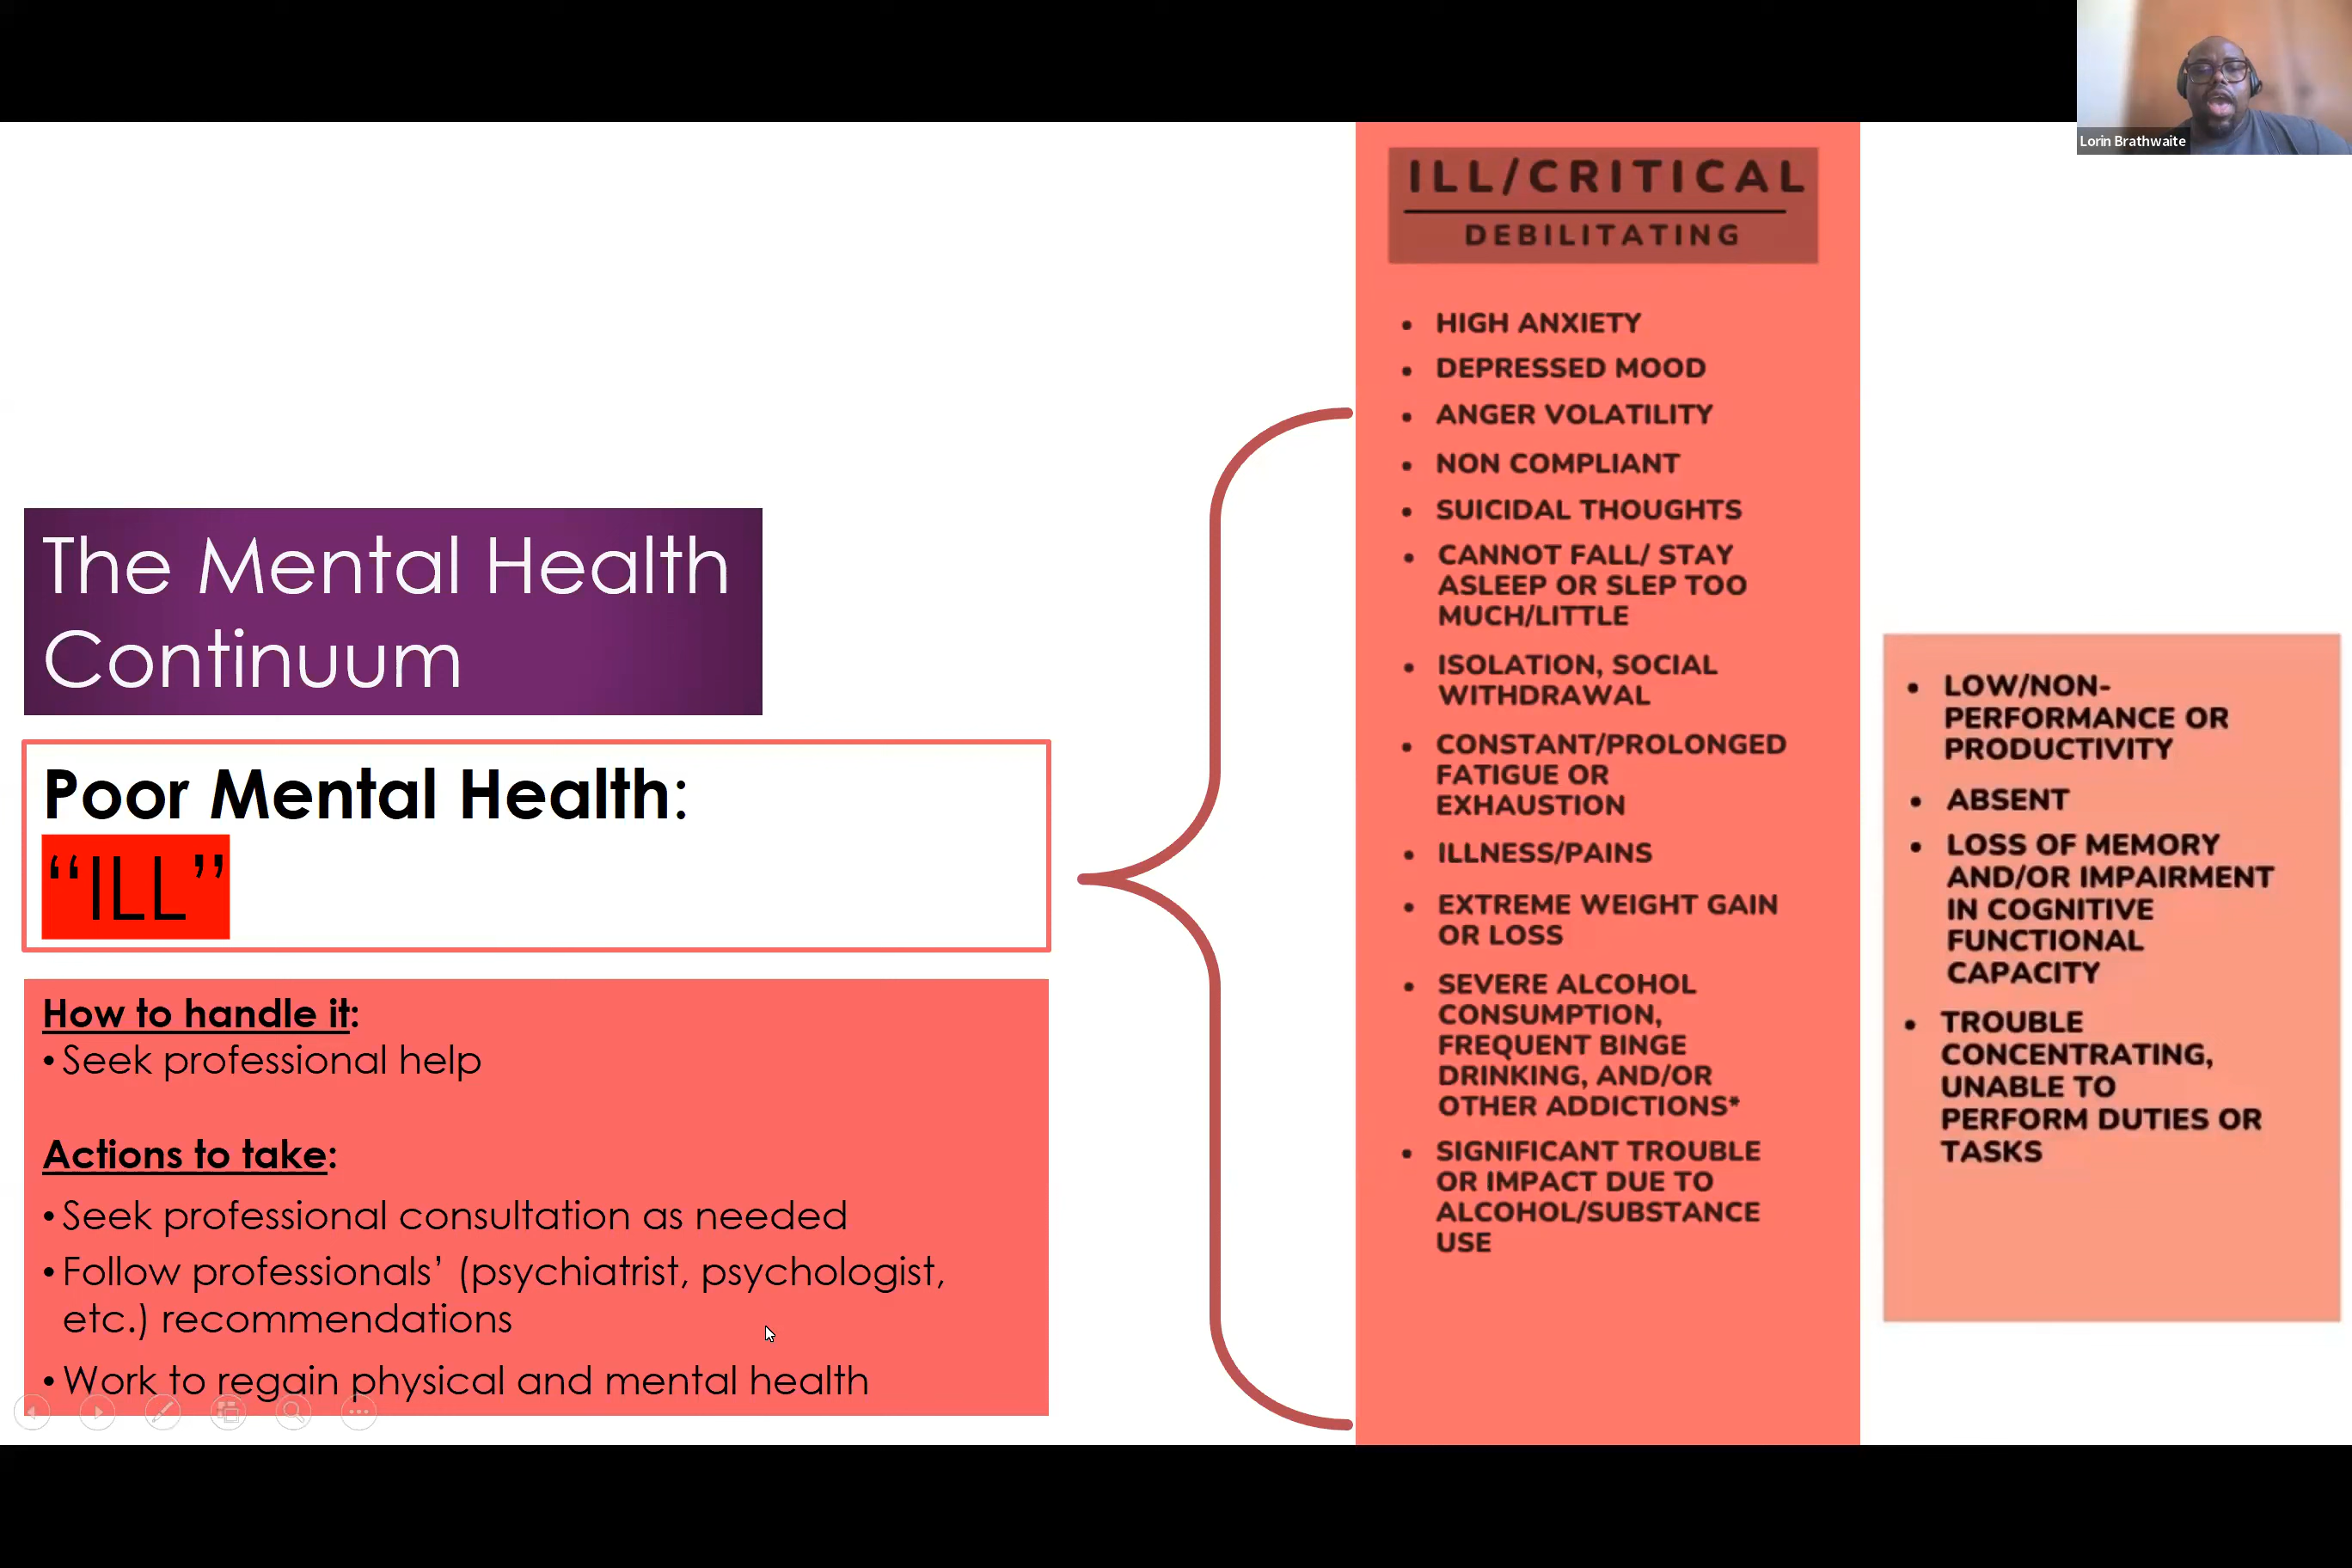 Lorin Brathwaite
The Mental Health
Continuum
Poor Mental Health:
“ILL”
How to handle it:
• Seek professional help
Actions to take:
• Seek professional consultation as needed
• Follow professionals’ (psychiatrist, psychologist,
etc.) recommendations
• Work to regain physical and mental health
ILL/CRITICAL
DEBILITATING
• HIGH ANXIETY
• DEPRESSED MOOD
• ANGER VOLATILITY
• NON COMPLIANT
• SUICIDAL THOUGHTS
• CANNOT FALL/ STAY
ASLEEP OR SLEP TOO
MUCH/LITTLE
• ISOLATION, SOCIAL
WITHDRAWAL
• CONSTANT/PROLONGED
FATIGUE OR
EXHAUSTION
• ILLNESS/PAINS
• EXTREME WEIGHT GAIN
OR LOSS
• SEVERE ALCOHOL
CONSUMPTION,
FREQUENT BINGE
DRINKING, AND/OR
OTHER ADDICTIONS*
• SIGNIFICANT TROUBLE
OR IMPACT DUE TO
ALCOHOL/SUBSTANCE
USE
• LOW/NON-
PERFORMANCE OR
PRODUCTIVITY
• ABSENT
• LOSS OF MEMORY
AND/OR IMPAIRMENT
IN COGNITIVE
FUNCTIONAL
CAPACITY
• TROUBLE
CONCENTRATING,
UNABLE TO
PERFORM DUTIES OR
TASKS